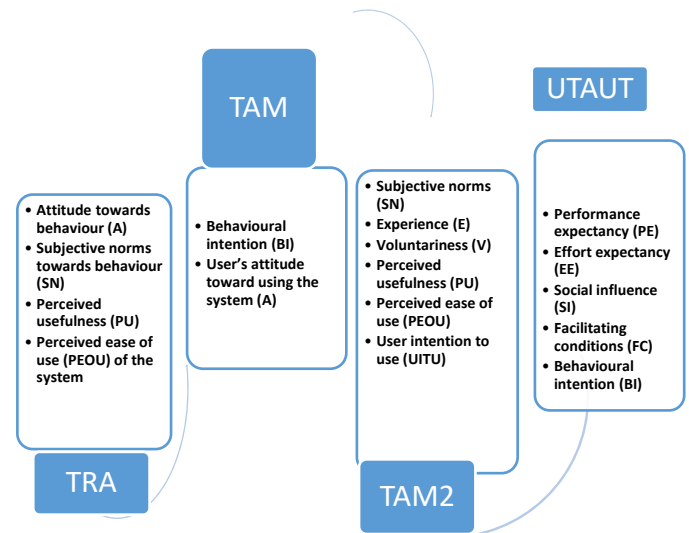 TRA
• Attitude towards
behaviour (A)
• Subjective norms
towards behaviour
(SN)
• Perceived
usefulness (PU)
• Perceived ease of
use (PEOU) of the
system
TAM
• Behavioural
intention (BI)
• User's attitude
toward using the
system (A)
TAM2
• Subjective norms
(SN)
• Experience (E)
• Voluntariness (V)
• Perceived
usefulness (PU)
• Perceived ease of
use (PEOU)
• User intention to
use (UITU)
UTAUT
• Performance
expectancy (PE)
• Effort expectancy
(EE)
• Social influence
(SI)
• Facilitating
conditions (FC)
• Behavioural
intention (BI)